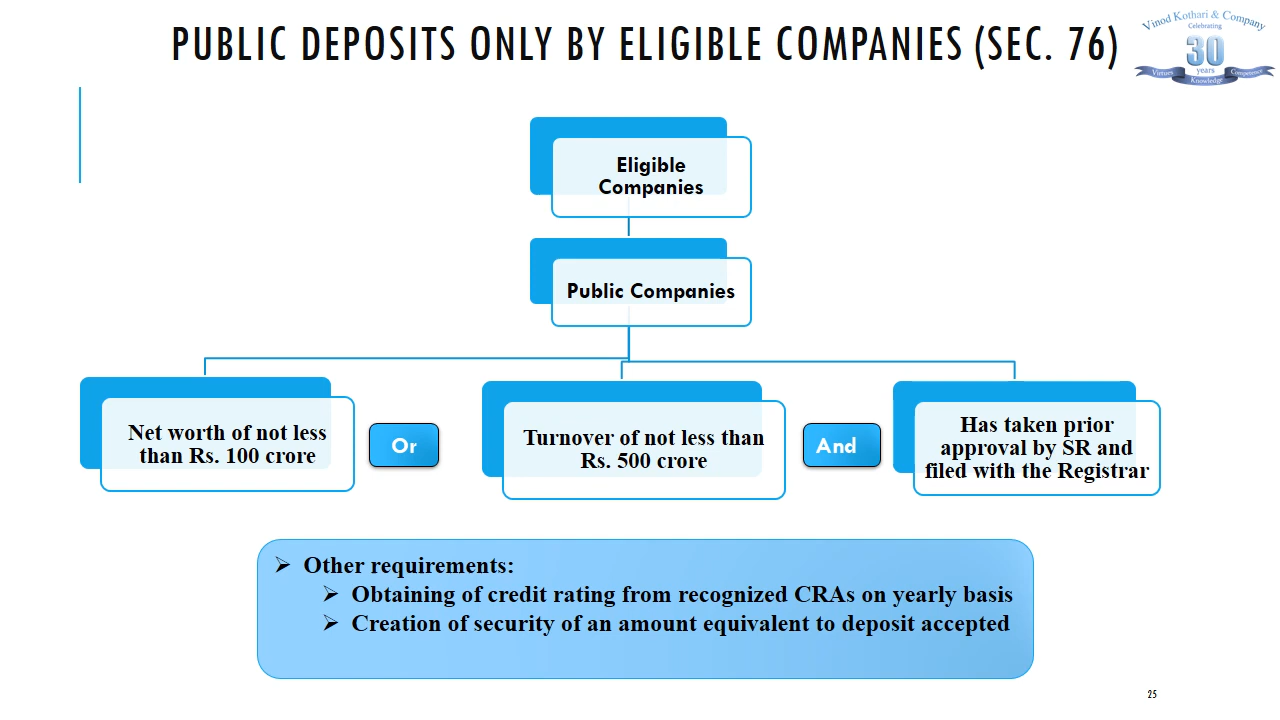 PUBLIC DEPOSITS ONLY BY ELIGIBLE COMPANIES (SEC. 76)
Vinod Kothari & Company
Celebrating
30
years
Virtues Knowledge Competence
Eligible
Companies
Public Companies
Net worth of not less
than Rs. 100 crore
Or
Turnover of not less than
Rs. 500 crore
And
Has taken prior
approval by SR and
filed with the Registrar
➢ Other requirements:
➢ Obtaining of credit rating from recognized CRAs on yearly basis
➢ Creation of security of an amount equivalent to deposit accepted
25